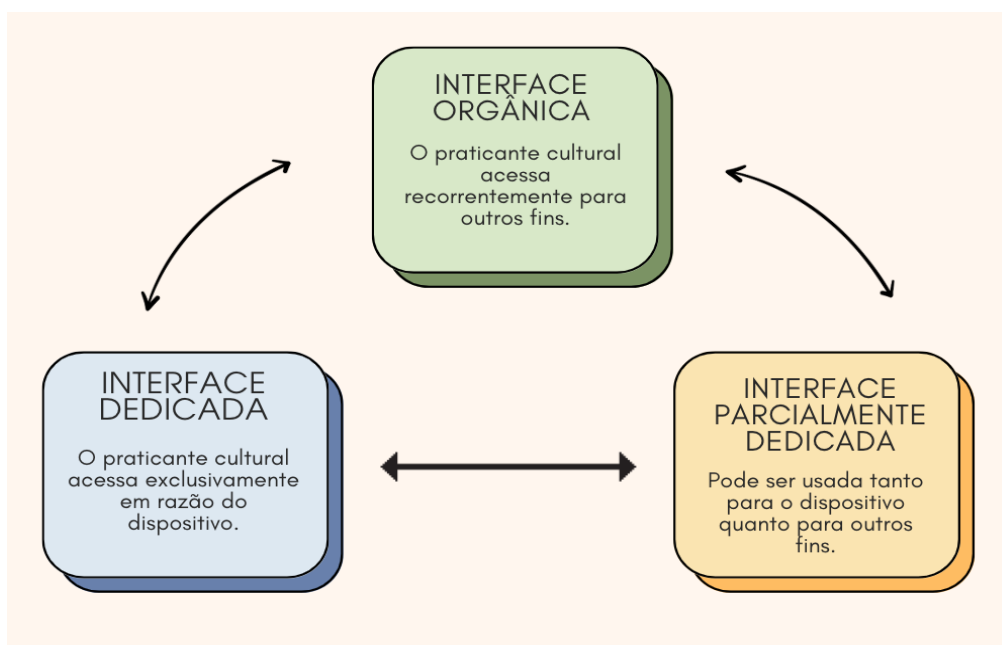 INTERFACE
ORGÂNICA
O praticante cultural
acessa
recorrentemente para
outros fins.
INTERFACE
DEDICADA
O praticante cultural
acessa exclusivamente
em razão do
dispositivo.
INTERFACE
PARCIALMENTE
DEDICADA
Pode ser usada tanto
para o dispositivo
quanto para outros
fins.